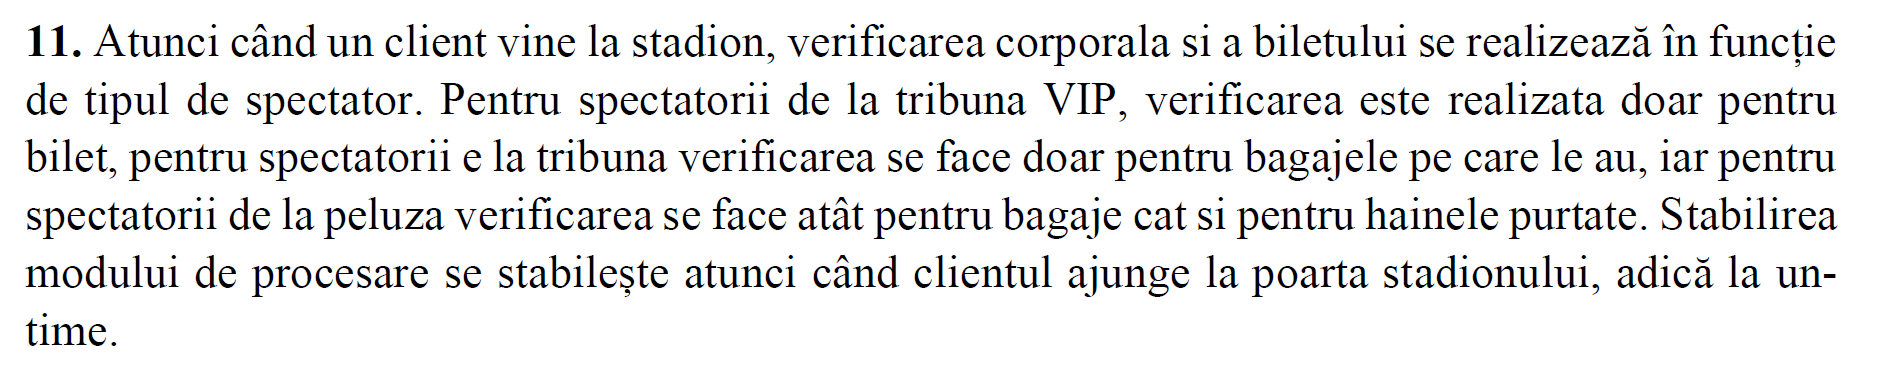 11. Atunci când un client vine la stadion, verificarea corporala si a biletului se realizează în funcție
de tipul de spectator. Pentru spectatorii de la tribuna VIP, verificarea este realizata doar pentru
bilet, pentru spectatorii e la tribuna verificarea se face doar pentru bagajele pe care le au, iar pentru
spectatorii de la peluza verificarea se face atât pentru bagaje cat si pentru hainele purtate. Stabilirea
modului de procesare se stabilește atunci când clientul ajunge la poarta stadionului, adică la un-
time.